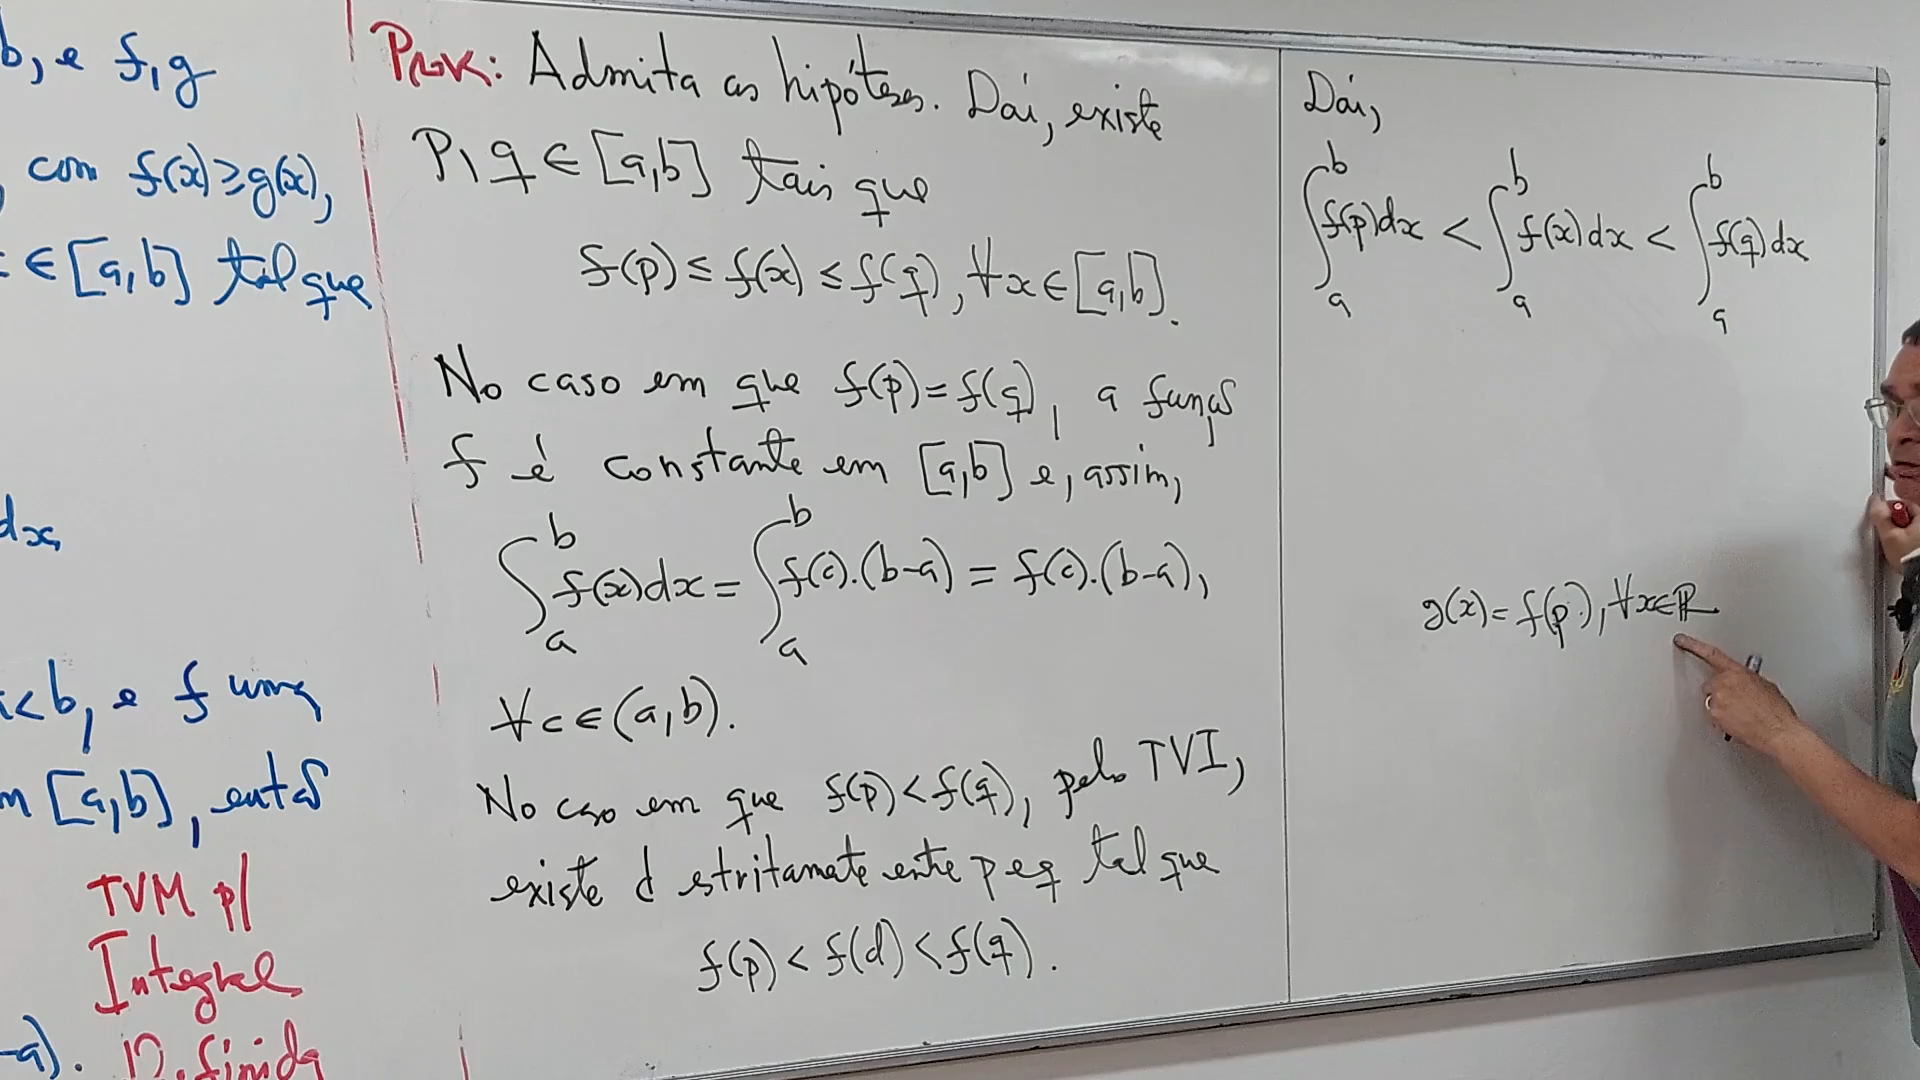 b, e f, g
, com f(x)≥g(x),
∈ [a,b] tal que
dx
<b, e f uma
m [a,b], então
TVM p/
Integral
-a). Definida
Prova: Admita as hipóteses. Daí, existe
p, q ∈ [a,b] tais que
f(p) ≤ f(x) ≤ f(q), ∀x∈[a,b].
No caso em que f(p)=f(q), a função
f é constante em [a,b] e, assim,
∫_a^b f(x)dx = ∫_a^b f(c).(b-a) = f(c).(b-a),
∀c∈(a,b).
No caso em que f(p)<f(q), pelo TVI,
existe d estritamente entre p e q tal que
f(p) < f(d) < f(q).
Daí,
∫_a^b f(p)dx < ∫_a^b f(x)dx < ∫_a^b f(q)dx
g(x) = f(p), ∀x∈ℝ